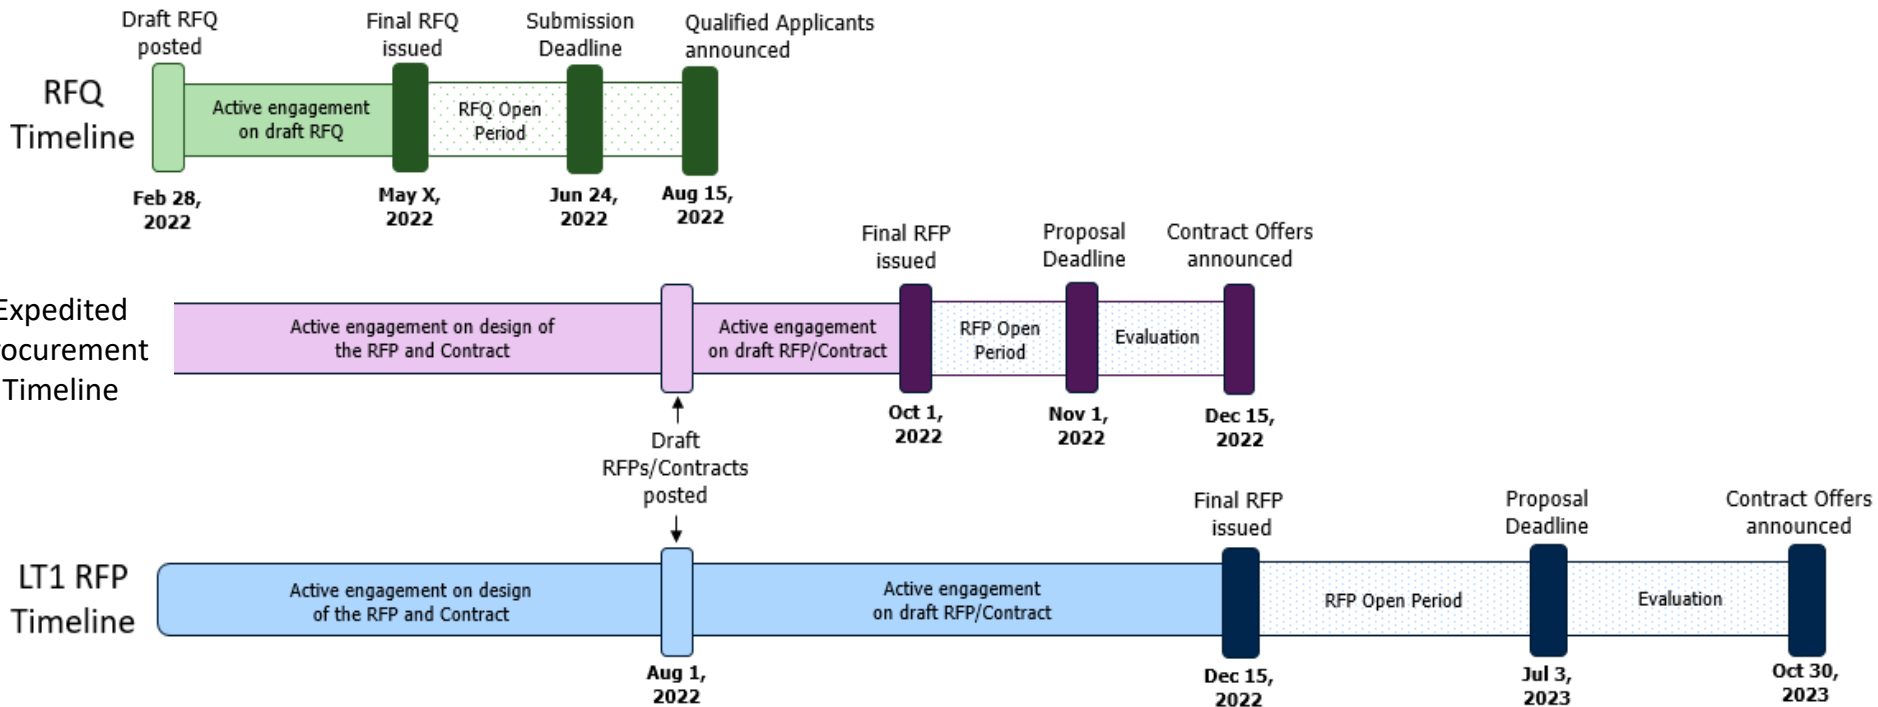 Draft RFQ
posted
Final RFQ
issued
Submission
Deadline
Qualified Applicants
announced
RFQ
Timeline
Active engagement
on draft RFQ
RFQ Open
Period
Feb 28,
2022
May X,
2022
Jun 24,
2022
Aug 15,
2022
Final RFP
issued
Proposal
Deadline
Contract Offers
announced
Expedited
rocurement
Timeline
Active engagement on design of
the RFP and Contract
Active engagement
on draft RFP/Contract
RFP Open
Period
Evaluation
Oct 1,
2022
Nov 1,
2022
Dec 15,
2022
Draft
RFPs/Contracts
posted
Final RFP
issued
Proposal
Deadline
Contract Offers
announced
LT1 RFP
Timeline
Active engagement on design
of the RFP and Contract
Active engagement
on draft RFP/Contract
RFP Open Period
Evaluation
Aug 1,
2022
Dec 15,
2022
Jul 3,
2023
Oct 30,
2023